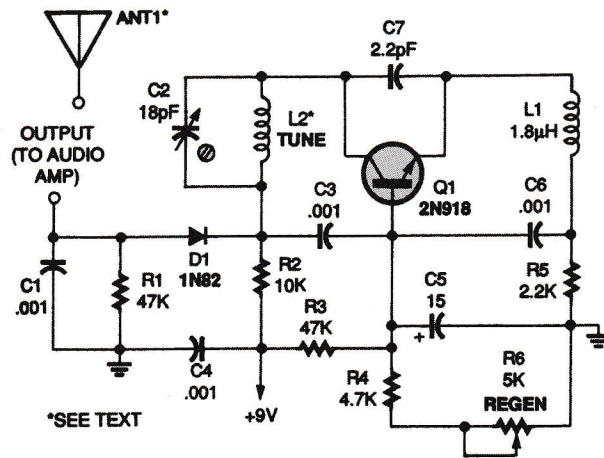 ANT1*
OUTPUT
(TO AUDIO
AMP)
C2
18pF
L2*
TUNE
C7
2.2pF
L1
1.8µH
Q1
2N918
C3
.001
C6
.001
C1
.001
R1
47K
D1
1N82
R2
10K
R3
47K
C5
15
+
R5
2.2K
C4
.001
R4
4.7K
R6
5K
REGEN
+9V
*SEE TEXT